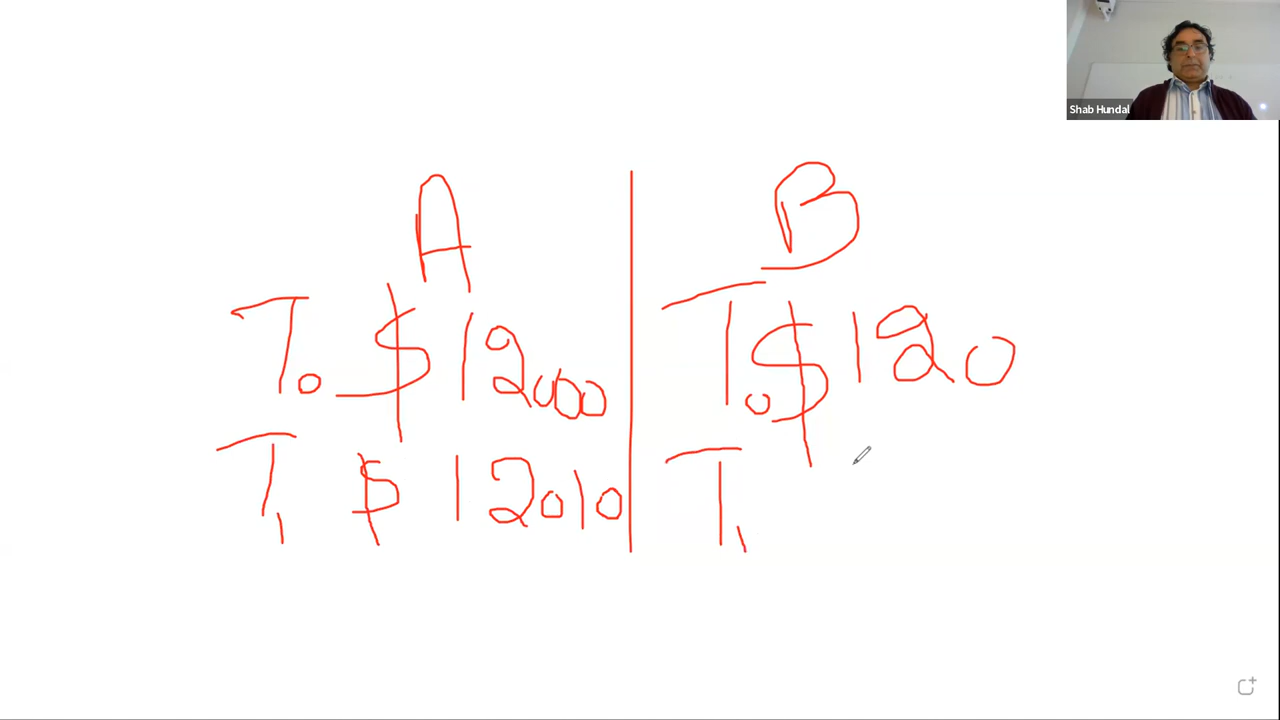 Shab Hundal
A
T0 $ 12000
T1 $ 12010
B
T0 $ 120
T1